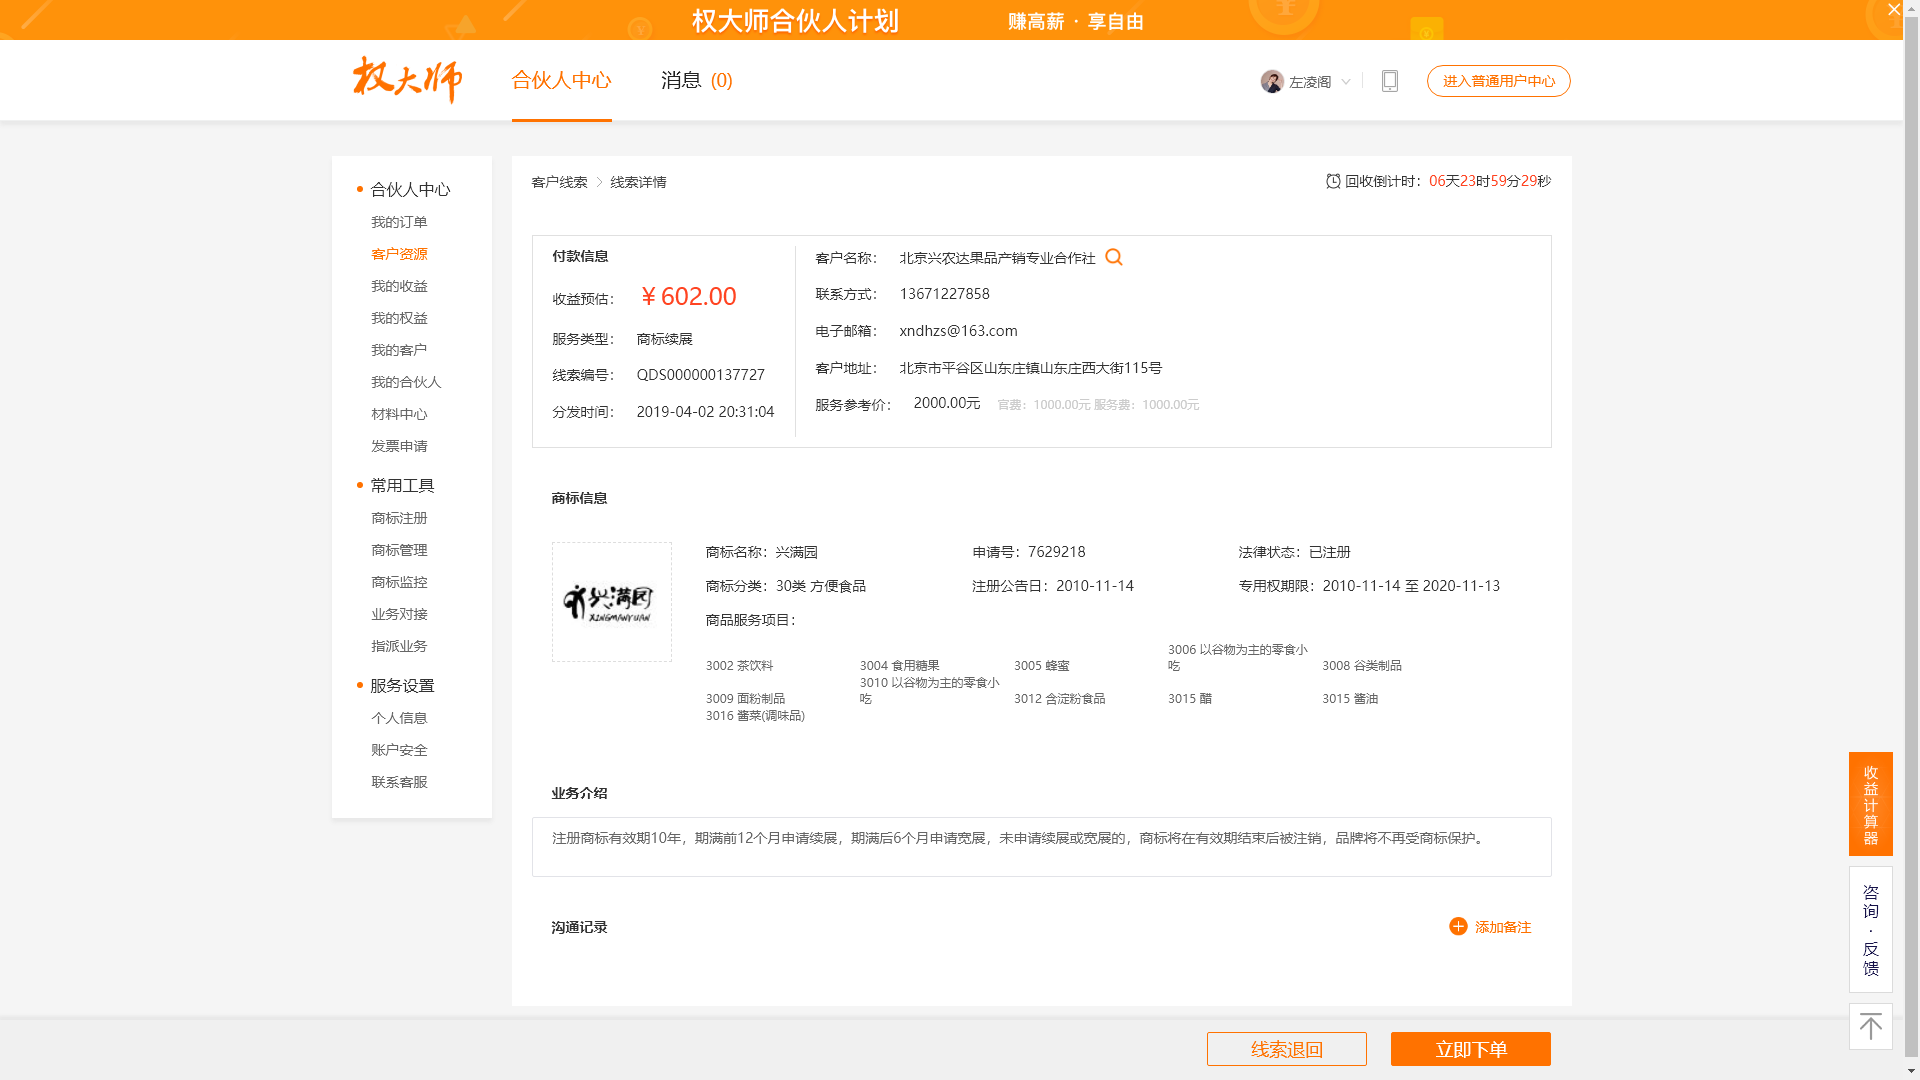 权大师合伙人计划 赚高薪 · 享自由
权大师 合伙人中心 消息 (0) 左凌阁 进入普通用户中心
合伙人中心
我的订单
客户资源
我的收益
我的权益
我的客户
我的合伙人
材料中心
发票申请
常用工具
商标注册
商标管理
商标监控
业务对接
指派业务
服务设置
个人信息
账户安全
联系客服
客户线索 > 线索详情 回收倒计时：06天23时59分29秒
付款信息
收益预估： ￥602.00
服务类型： 商标续展
线索编号： QDS000000137727
分发时间： 2019-04-02 20:31:04
客户名称： 北京兴农达果品产销专业合作社
联系方式： 13671227858
电子邮箱： xndhzs@163.com
客户地址： 北京市平谷区山东庄镇山东庄西大街115号
服务参考价： 2000.00元 官费：1000.00元 服务费：1000.00元
商标信息
兴满园
XINGMANYUAN
商标名称：兴满园 申请号：7629218 法律状态：已注册
商标分类：30类 方便食品 注册公告日：2010-11-14 专用权期限：2010-11-14 至 2020-11-13
商品服务项目：
3002 茶饮料 3004 食用糖果 3005 蜂蜜 3006 以谷物为主的零食小吃 3008 谷类制品
3009 面粉制品 3010 以谷物为主的零食小吃 3012 含淀粉食品 3015 醋 3015 酱油
3016 酱菜(调味品)
业务介绍
注册商标有效期10年，期满前12个月申请续展，期满后6个月申请宽展，未申请续展或宽展的，商标将在有效期结束后被注销，品牌将不再受商标保护。
沟通记录 添加备注
线索退回 立即下单
收益计算器
咨询·反馈